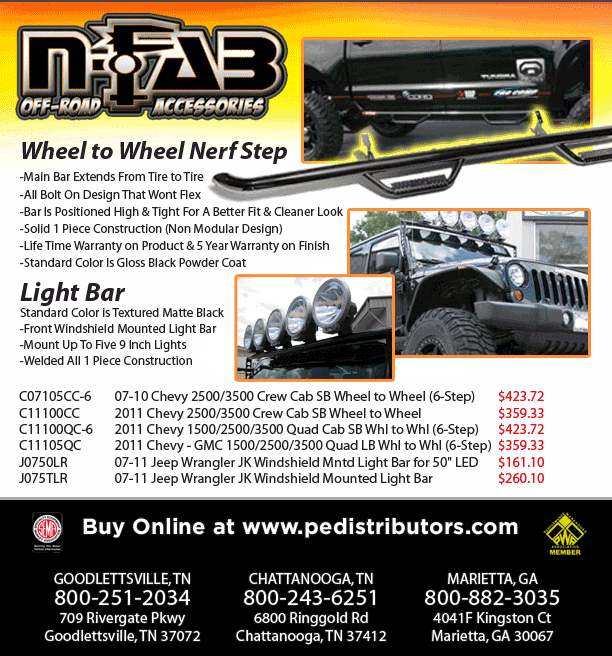 N-FAB
OFF-ROAD ACCESSORIES
TUNDRA
PRO COMP
Wheel to Wheel Nerf Step
-Main Bar Extends From Tire to Tire
-All Bolt On Design That Wont Flex
-Bar Is Positioned High & Tight For A Better Fit & Cleaner Look
-Solid 1 Piece Construction (Non Modular Design)
-Life Time Warranty on Product & 5 Year Warranty on Finish
-Standard Color Is Gloss Black Powder Coat
Light Bar
Standard Color is Textured Matte Black
-Front Windshield Mounted Light Bar
-Mount Up To Five 9 Inch Lights
-Welded All 1 Piece Construction
C07105CC-6 07-10 Chevy 2500/3500 Crew Cab SB Wheel to Wheel (6-Step) $423.72
C11100CC 2011 Chevy 2500/3500 Crew Cab SB Wheel to Wheel $359.33
C11100QC-6 2011 Chevy 1500/2500/3500 Quad Cab SB Whl to Whl (6-Step) $423.72
C11105QC 2011 Chevy - GMC 1500/2500/3500 Quad LB Whl to Whl (6-Step) $359.33
J0750LR 07-11 Jeep Wrangler JK Windshield Mntd Light Bar for 50" LED $161.10
J075TLR 07-11 Jeep Wrangler JK Windshield Mounted Light Bar $260.10
SEMA
Buy Online at www.pedistributors.com
PWA
MEMBER
GOODLETTSVILLE, TN
800-251-2034
709 Rivergate Pkwy
Goodlettsville, TN 37072
CHATTANOOGA, TN
800-243-6251
6800 Ringgold Rd
Chattanooga, TN 37412
MARIETTA, GA
800-882-3035
4041F Kingston Ct
Marietta, GA 30067